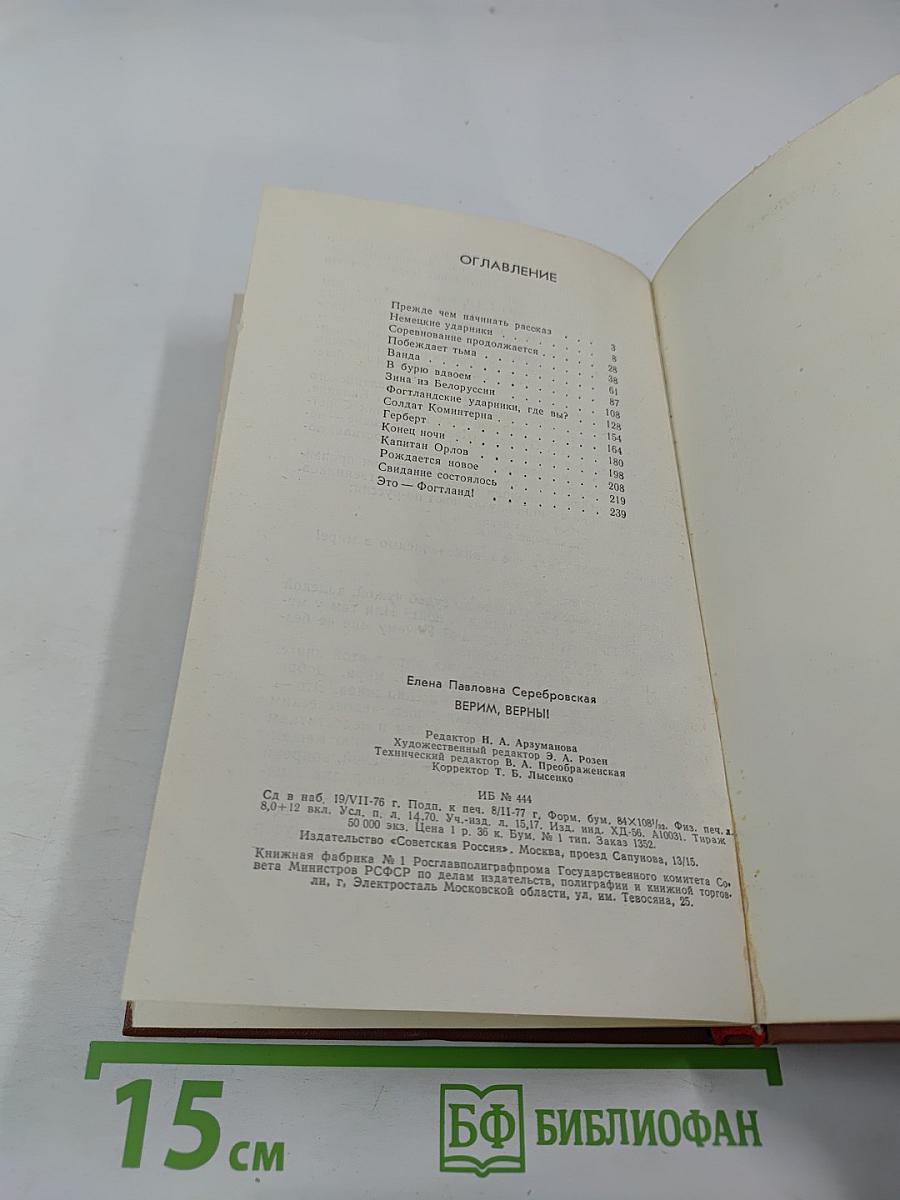 ОГЛАВЛЕНИЕ
Прежде чем начинать рассказ . . . 3
Немецкие ударники . . . . . . . 8
Соревнование продолжается . . . . 28
Побеждает тьма . . . . . . . . 38
Ванда . . . . . . . . . . . 61
В бурю вдвоем . . . . . . . . 87
Зина из Белоруссии . . . . . . . 108
Фогтландские ударники, где вы? . . . 128
Солдат Коминтерна . . . . . . . 154
Герберт . . . . . . . . . . 164
Конец ночи . . . . . . . . . 180
Капитан Орлов . . . . . . . . 198
Рождается новое . . . . . . . . 208
Свидание состоялось . . . . . . . 219
Это — Фогтланд! . . . . . . . . 239
Елена Павловна Серебровская
ВЕРИМ, ВЕРНЫ!
Редактор Н. А. Арзуманова
Художественный редактор Э. А. Розен
Технический редактор В. А. Преображенская
Корректор Т. Б. Лысенко
ИБ № 444
Сд в наб. 19/VII-76 г. Подп. к печ. 8/II-77 г. Форм. бум. 84×108¹/₃₂. Физ. печ. л.
8,0+12 вкл. Усл. п. л. 14,70. Уч.-изд. л. 15,17. Изд. инд. ХД-56. А10031. Тираж
50 000 экз. Цена 1 р. 36 к. Бум. № 1 тип. Заказ 1352.
Издательство «Советская Россия». Москва, проезд Сапунова, 13/15.
Книжная фабрика № 1 Росглавполиграфпрома Государственного комитета Со-
вета Министров РСФСР по делам издательств, полиграфии и книжной торгов-
ли, г. Электросталь Московской области, ул. им. Тевосяна, 25.
15 см
БФ БИБЛИОФАН